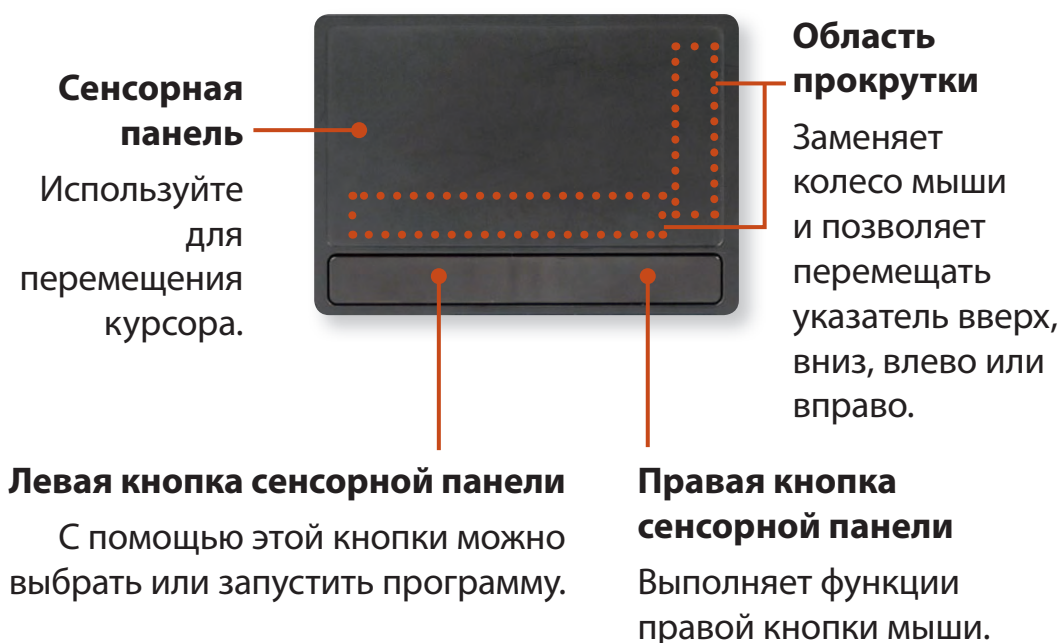 Сенсорная
панель
Используйте
для
перемещения
курсора.
Область
прокрутки
Заменяет
колесо мыши
и позволяет
перемещать
указатель вверх,
вниз, влево или
вправо.
Левая кнопка сенсорной панели
С помощью этой кнопки можно
выбрать или запустить программу.
Правая кнопка
сенсорной панели
Выполняет функции
правой кнопки мыши.